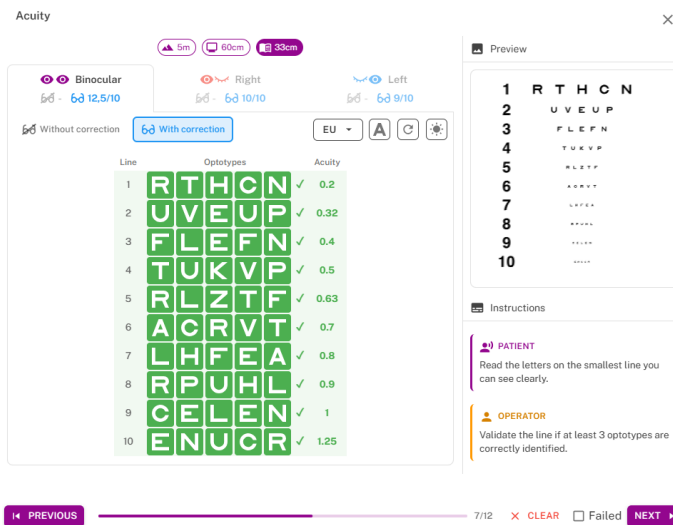 Acuity
5m 60cm 33cm
Binocular Right Left
- 12,5/10 - 10/10 - 9/10
Without correction With correction EU A
Line Optotypes Acuity
1 R T H C N ✓ 0.2
2 U V E U P ✓ 0.32
3 F L E F N ✓ 0.4
4 T U K V P ✓ 0.5
5 R L Z T F ✓ 0.63
6 A C R V T ✓ 0.7
7 L H F E A ✓ 0.8
8 R P U H L ✓ 0.9
9 C E L E N ✓ 1
10 E N U C R ✓ 1.25
Preview
1 R T H C N
2 U V E U P
3 F L E F N
4 T U K V P
5 R L Z T F
6 A C R V T
7
8
9
10
Instructions
PATIENT
Read the letters on the smallest line you
can see clearly.
OPERATOR
Validate the line if at least 3 optotypes are
correctly identified.
PREVIOUS 7/12 CLEAR Failed NEXT